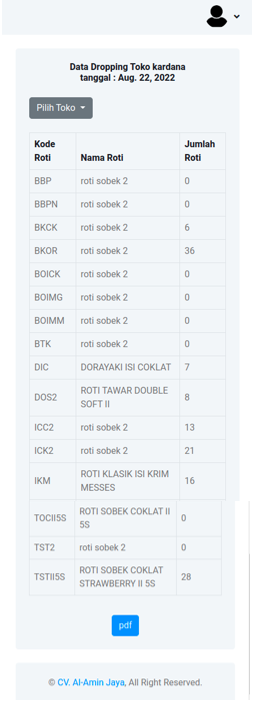 Data Dropping Toko kardana
tanggal : Aug. 22, 2022
Pilih Toko
Kode Roti Nama Roti Jumlah Roti
BBP roti sobek 2 0
BBPN roti sobek 2 0
BKCK roti sobek 2 6
BKOR roti sobek 2 36
BOICK roti sobek 2 0
BOIMG roti sobek 2 0
BOIMM roti sobek 2 0
BTK roti sobek 2 0
DIC DORAYAKI ISI COKLAT 7
DOS2 ROTI TAWAR DOUBLE SOFT II 8
ICC2 roti sobek 2 13
ICK2 roti sobek 2 21
IKM ROTI KLASIK ISI KRIM MESSES 16
TOCII5S ROTI SOBEK COKLAT II 5S 0
TST2 roti sobek 2 0
TSTII5S ROTI SOBEK COKLAT STRAWBERRY II 5S 28
pdf
© CV. Al-Amin Jaya, All Right Reserved.